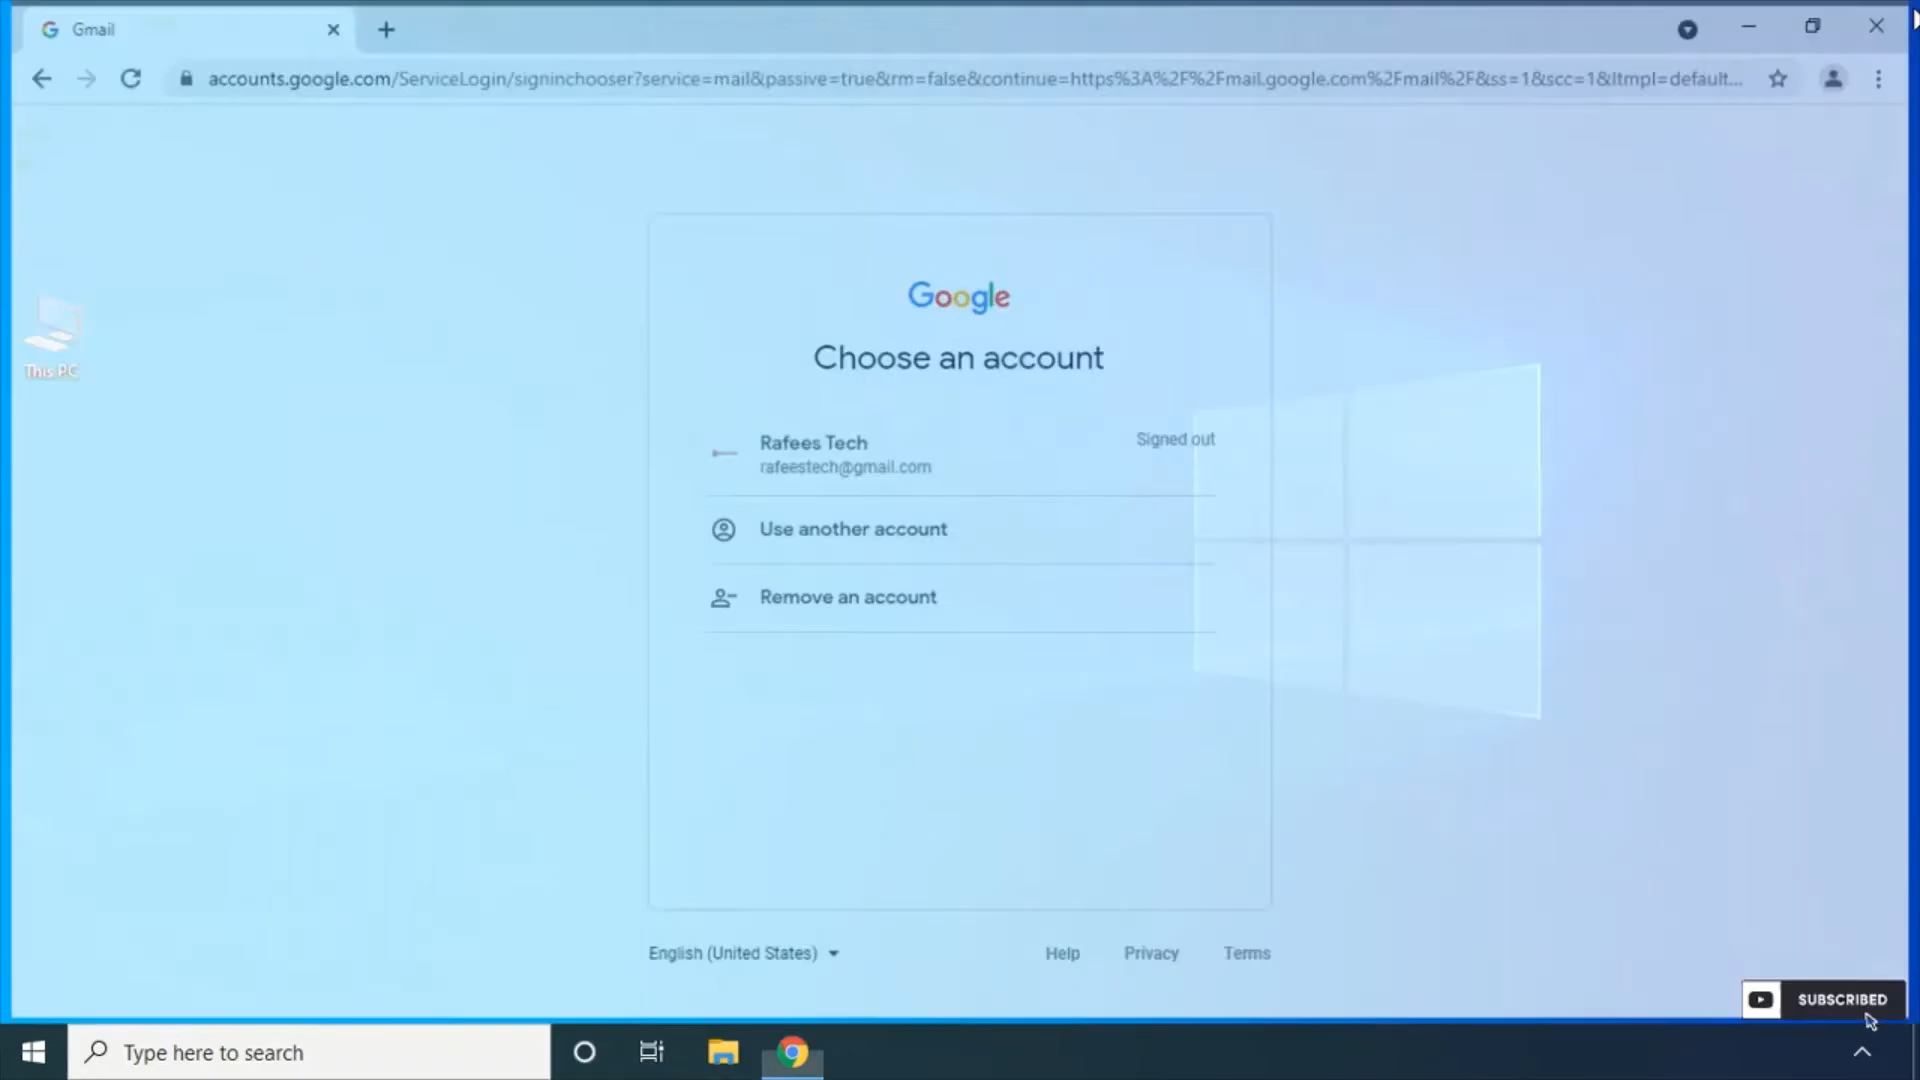 Gmail
accounts.google.com/ServiceLogin/signinchooser?service=mail&passive=true&rm=false&continue=https%3A%2F%2Fmail.google.com%2Fmail%2F&ss=1&scc=1&ltmpl=default...
This PC
Google
Choose an account
Rafees Tech
Signed out
rafeestech@gmail.com
Use another account
Remove an account
English (United States)
Help
Privacy
Terms
SUBSCRIBED
Type here to search